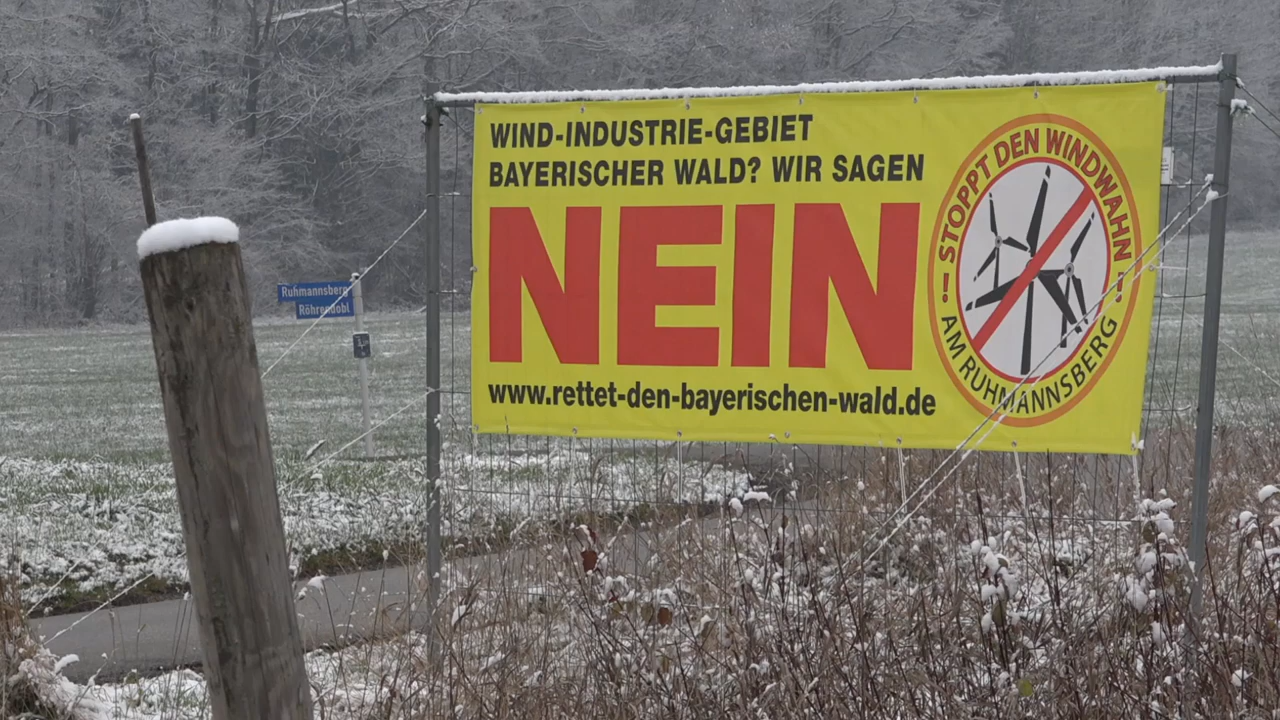 WIND-INDUSTRIE-GEBIET
BAYERISCHER WALD? WIR SAGEN
NEIN
www.rettet-den-bayerischen-wald.de
! STOPPT DEN WINDWAHN !
AM RUHMANNSBERG
Ruhmannsberg
Röhrendobl